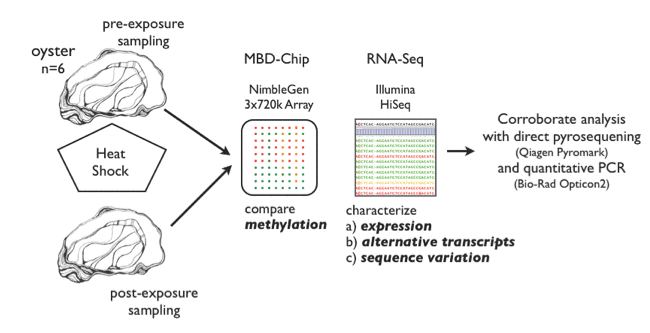 pre-exposure
sampling
oyster
n=6
Heat
Shock
post-exposure
sampling
MBD-Chip
NimbleGen
3x720k Array
compare
methylation
RNA-Seq
Illumina
HiSeq
characterize
a) expression
b) alternative transcripts
c) sequence variation
Corroborate analysis
with direct pyrosequencing
(Qiagen Pyromark)
and quantitative PCR
(Bio-Rad Opticon2)